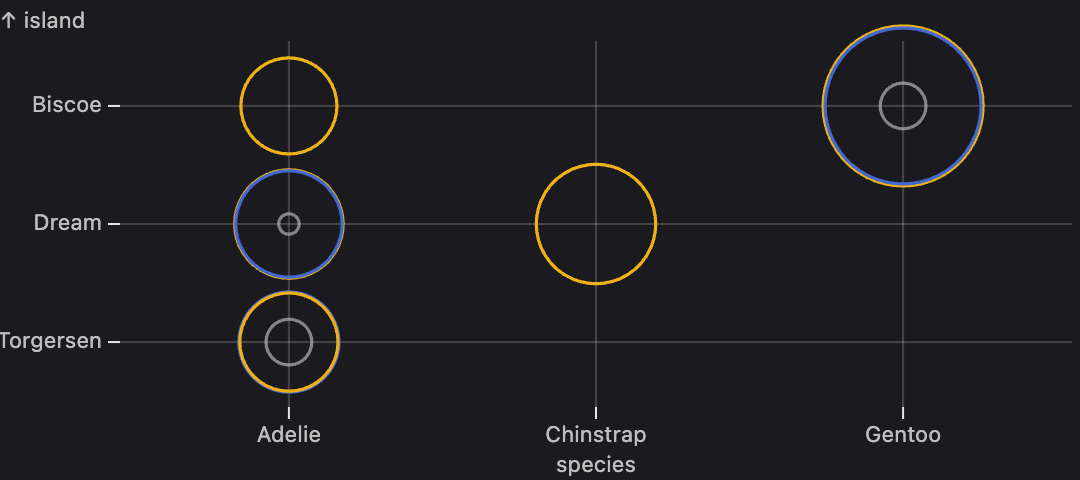 ↑ island
Biscoe
Dream
Torgersen
Adelie
Chinstrap
Gentoo
species